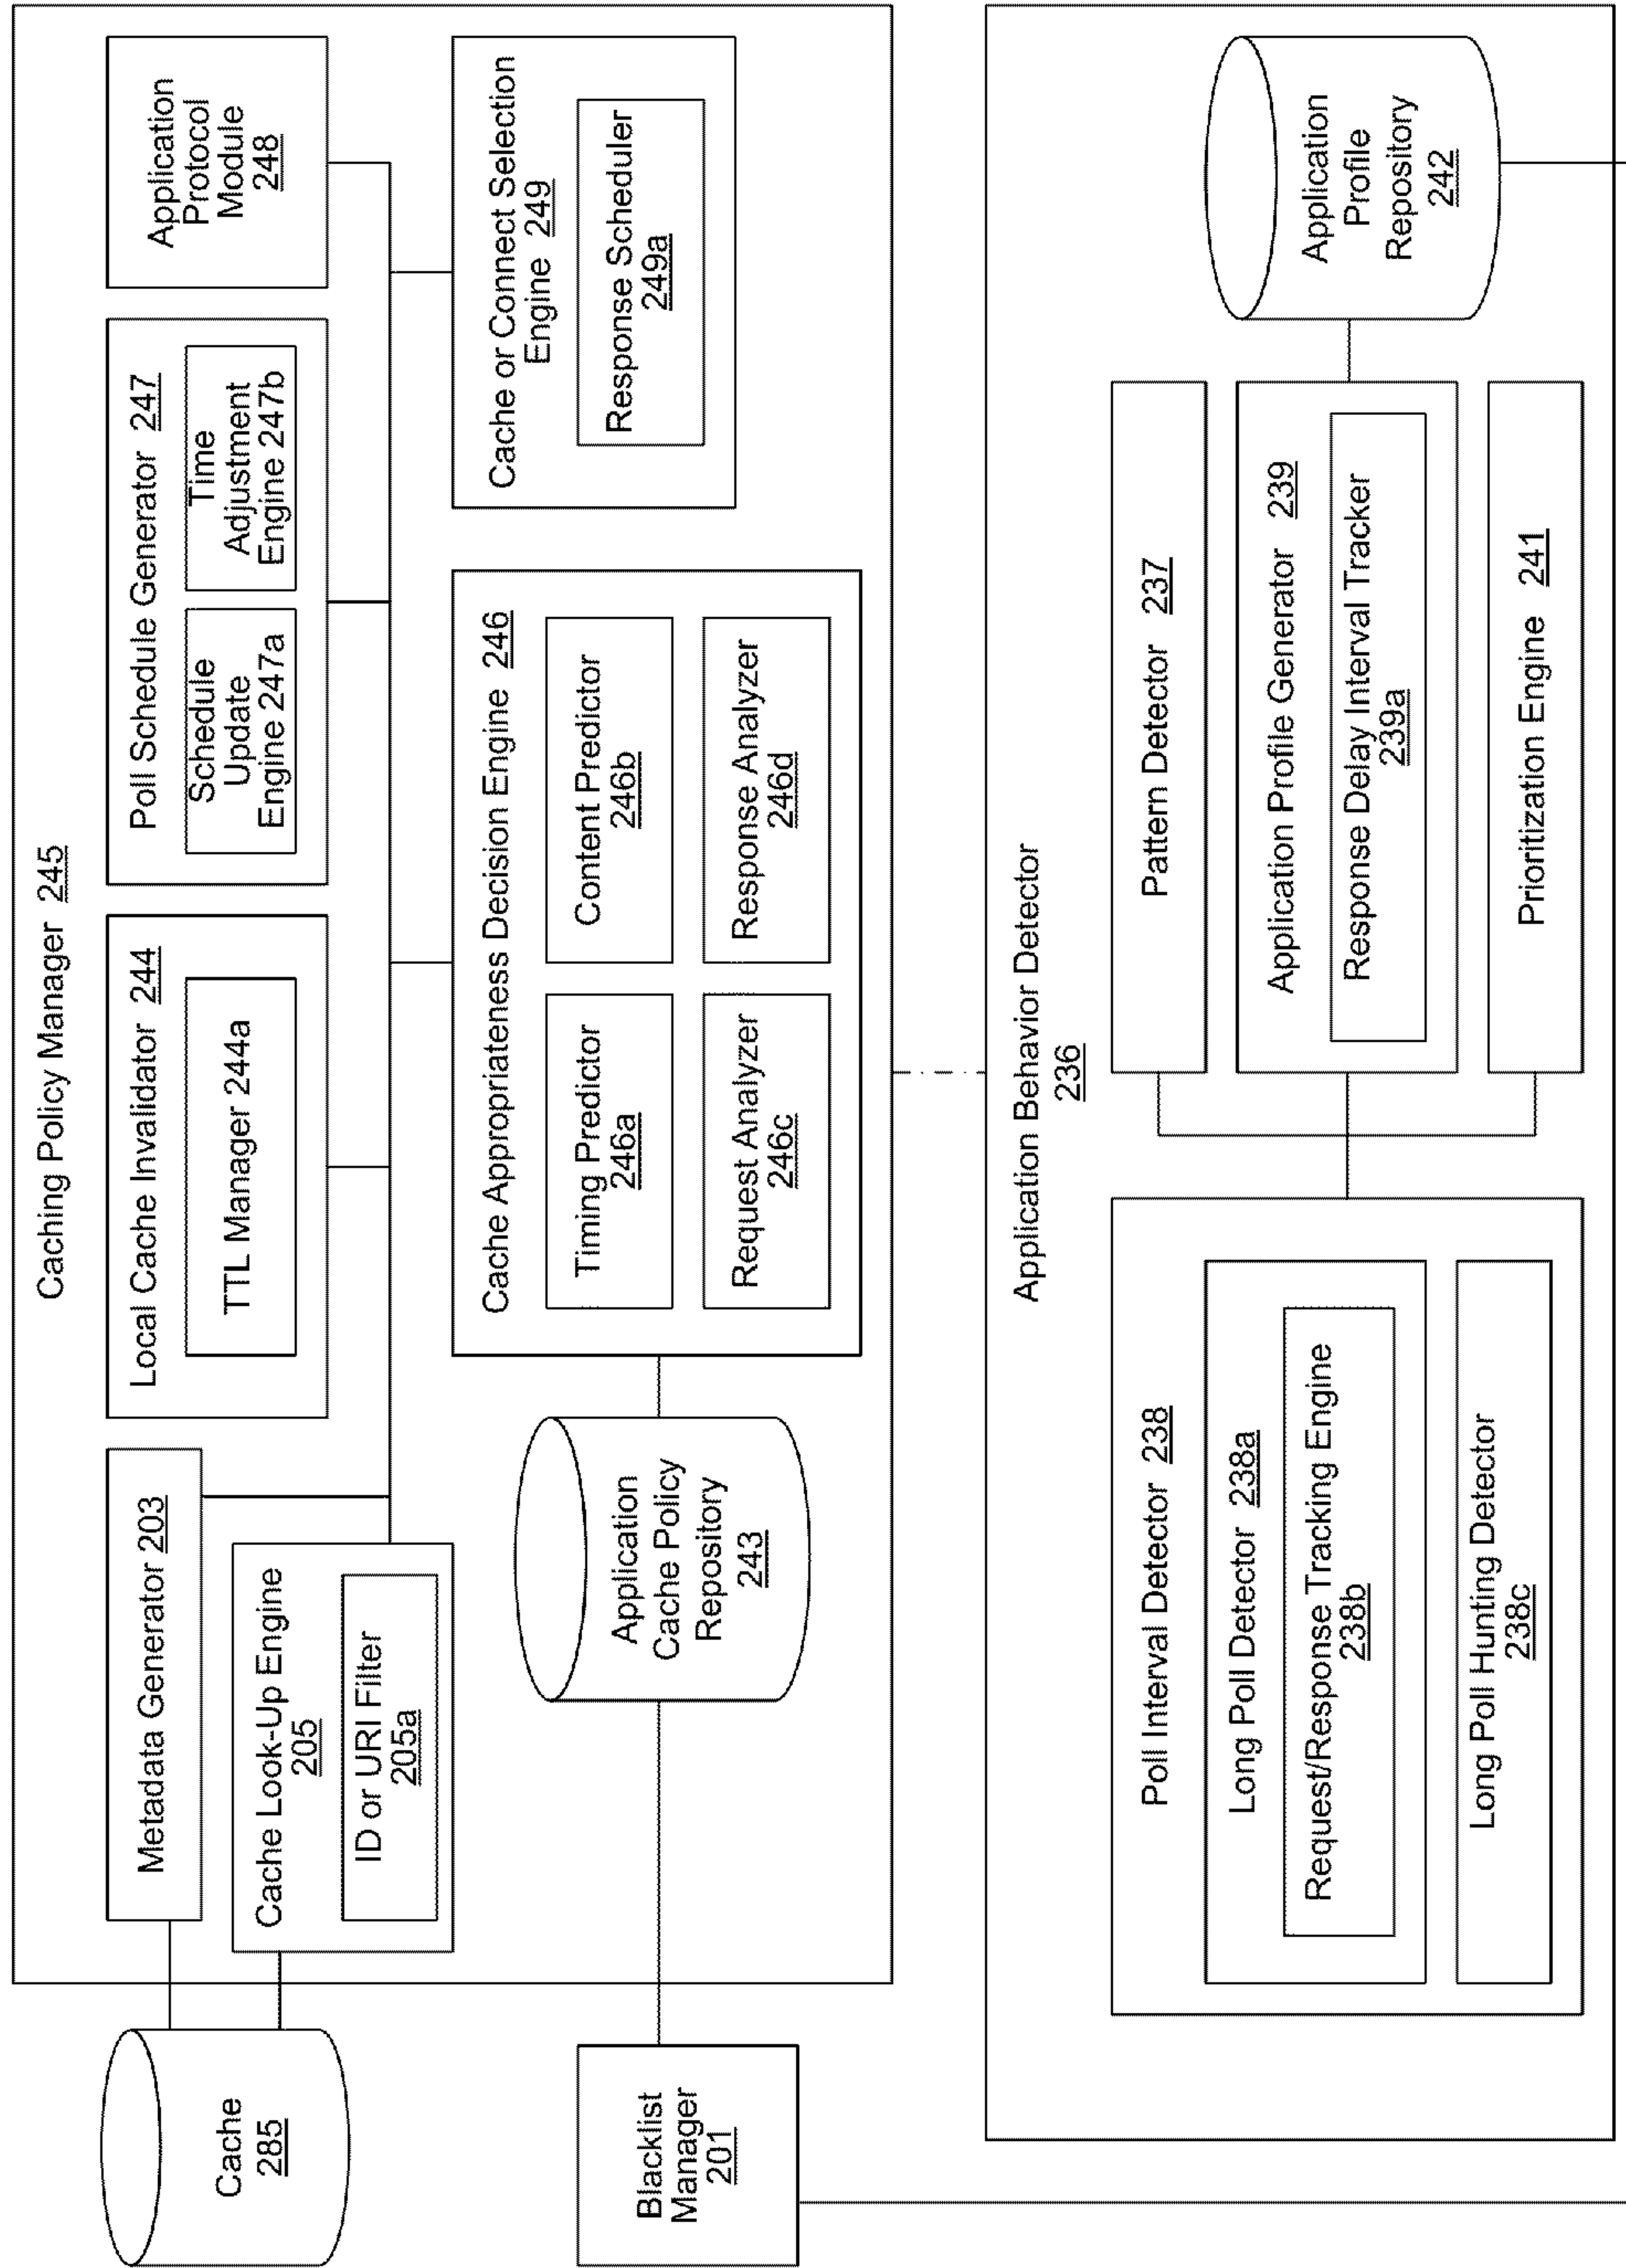 Caching Policy Manager 245
Cache
285
Metadata Generator 203
Cache Look-Up Engine
205
ID or URI Filter
205a
Local Cache Invalidator 244
TTL Manager 244a
Poll Schedule Generator 247
Schedule
Update
Engine 247a
Time
Adjustment
Engine 247b
Application
Protocol
Module
248
Blacklist
Manager
201
Application
Cache Policy
Repository
243
Cache Appropriateness Decision Engine 246
Timing Predictor
246a
Content Predictor
246b
Request Analyzer
246c
Response Analyzer
246d
Cache or Connect Selection
Engine 249
Response Scheduler
249a
Application Behavior Detector
236
Poll Interval Detector 238
Long Poll Detector 238a
Request/Response Tracking Engine
238b
Long Poll Hunting Detector
238c
Pattern Detector 237
Application Profile Generator 239
Response Delay Interval Tracker
239a
Prioritization Engine 241
Application
Profile
Repository
242